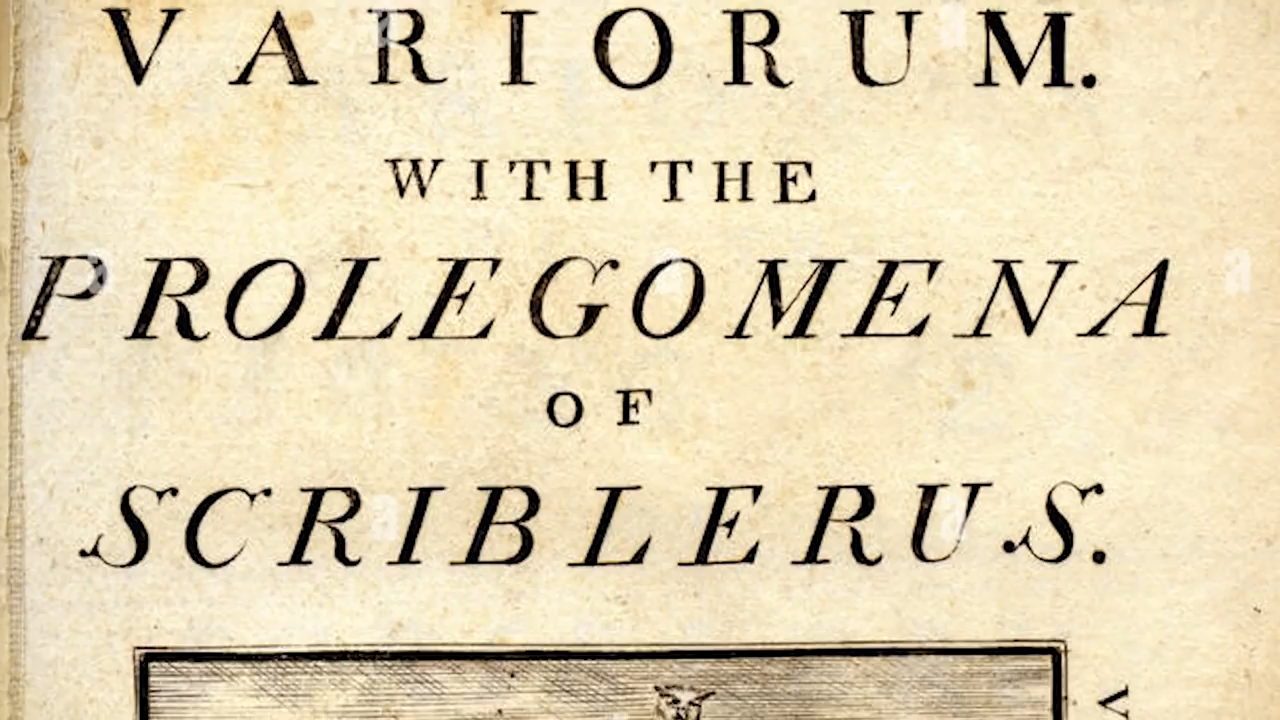 VARIORUM.
WITH THE
PROLEGOMENA
OF
SCRIBLERUS.